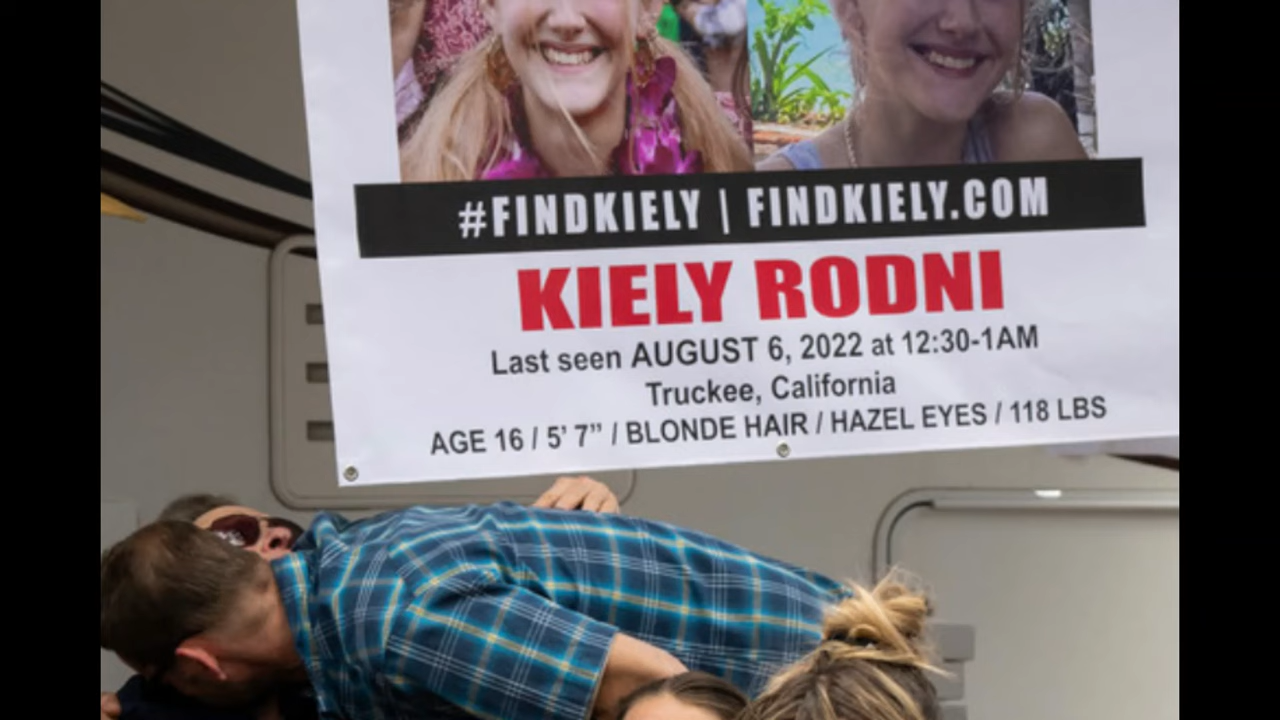 #FINDKIELY | FINDKIELY.COM
KIELY RODNI
Last seen AUGUST 6, 2022 at 12:30-1AM
Truckee, California
AGE 16 / 5’ 7” / BLONDE HAIR / HAZEL EYES / 118 LBS